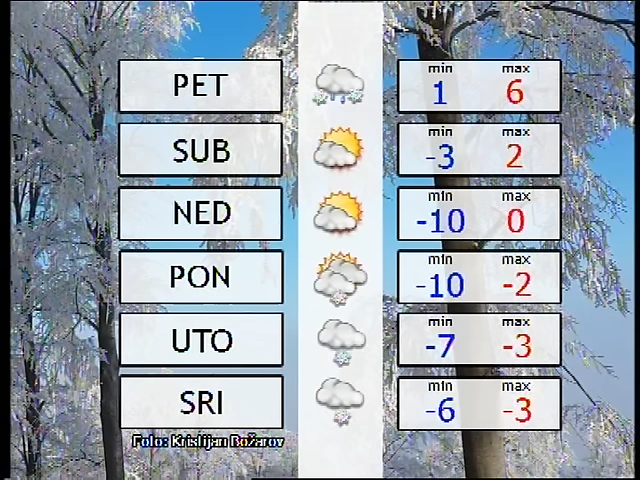 PET min max 1 6
SUB min max -3 2
NED min max -10 0
PON min max -10 -2
UTO min max -7 -3
SRI min max -6 -3
Foto: Kristijan Božarov